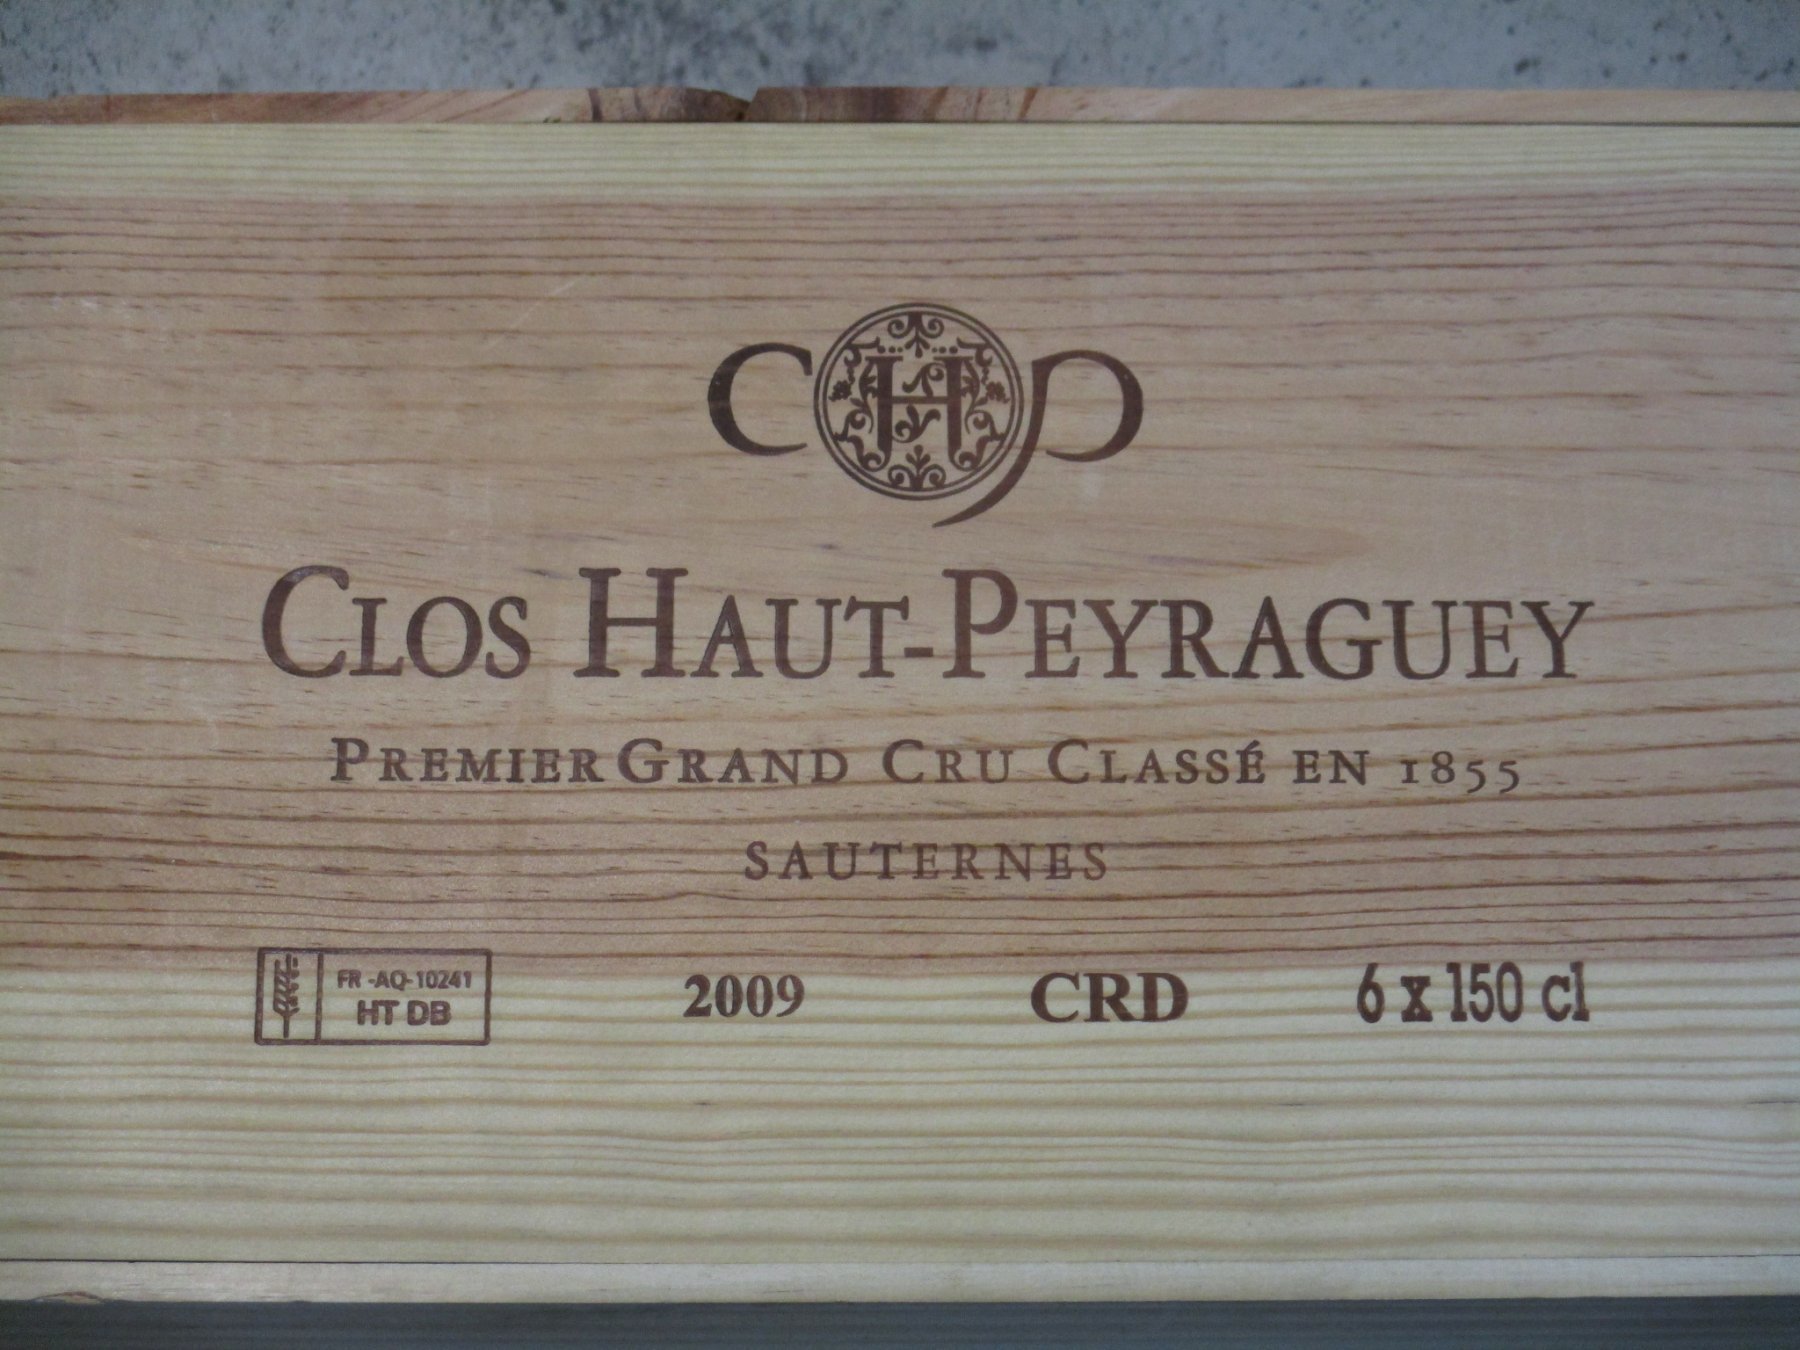 CHP
CLOS HAUT-PEYRAGUEY
PREMIER GRAND CRU CLASSÉ EN 1855
SAUTERNES
FR-AQ-10241
HT DB
2009 CRD 6 x 150 cl